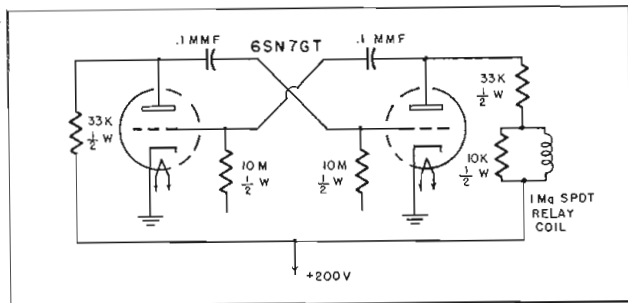 .1 MMF
6SN7GT
.1 MMF
33K
1/2 W
33K
1/2 W
10M
1/2 W
10M
1/2 W
10K
1/2 W
1 Ma SPDT
RELAY
COIL
+200V